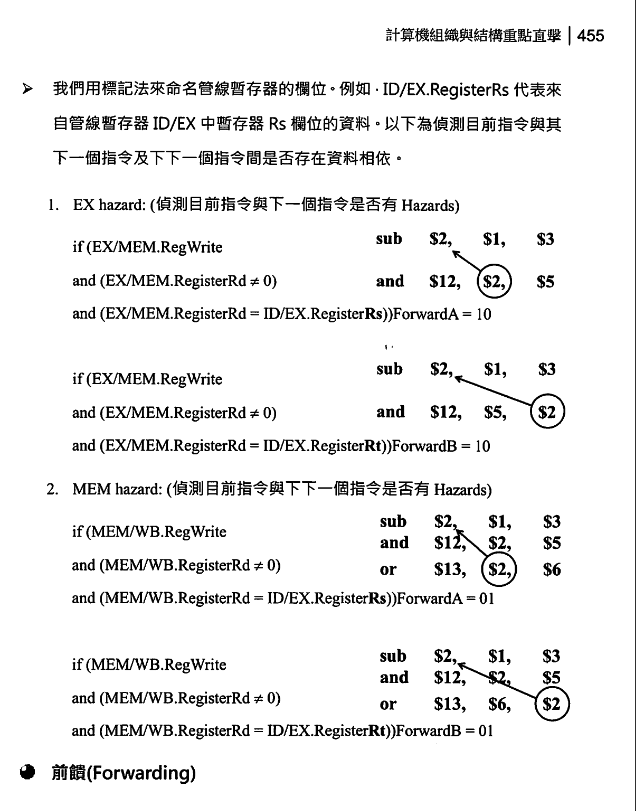 計算機組織與結構重點直擊 | 455
➢ 我們用標記法來命名管線暫存器的欄位。例如,ID/EX.RegisterRs 代表來
自管線暫存器 ID/EX 中暫存器 Rs 欄位的資料。以下為偵測目前指令與其
下一個指令及下下一個指令間是否存在資料相依。
1. EX hazard: (偵測目前指令與下一個指令是否有 Hazards)
if (EX/MEM.RegWrite
sub $2, $1, $3
and (EX/MEM.RegisterRd ≠ 0)
and $12, $2, $5
and (EX/MEM.RegisterRd = ID/EX.RegisterRs))ForwardA = 10
if (EX/MEM.RegWrite
sub $2, $1, $3
and (EX/MEM.RegisterRd ≠ 0)
and $12, $5, $2
and (EX/MEM.RegisterRd = ID/EX.RegisterRt))ForwardB = 10
2. MEM hazard: (偵測目前指令與下下一個指令是否有 Hazards)
if (MEM/WB.RegWrite
sub $2, $1, $3
and $12, $2, $5
and (MEM/WB.RegisterRd ≠ 0)
or $13, $2, $6
and (MEM/WB.RegisterRd = ID/EX.RegisterRs))ForwardA = 01
if (MEM/WB.RegWrite
sub $2, $1, $3
and $12, $2, $5
and (MEM/WB.RegisterRd ≠ 0)
or $13, $6, $2
and (MEM/WB.RegisterRd = ID/EX.RegisterRt))ForwardB = 01
前饋(Forwarding)